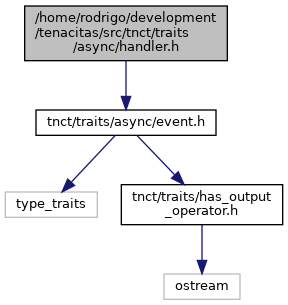 /home/rodrigo/development
/tenacitas/src/tnct/traits
/async/handler.h
tnct/traits/async/event.h
type_traits
tnct/traits/has_output
_operator.h
ostream